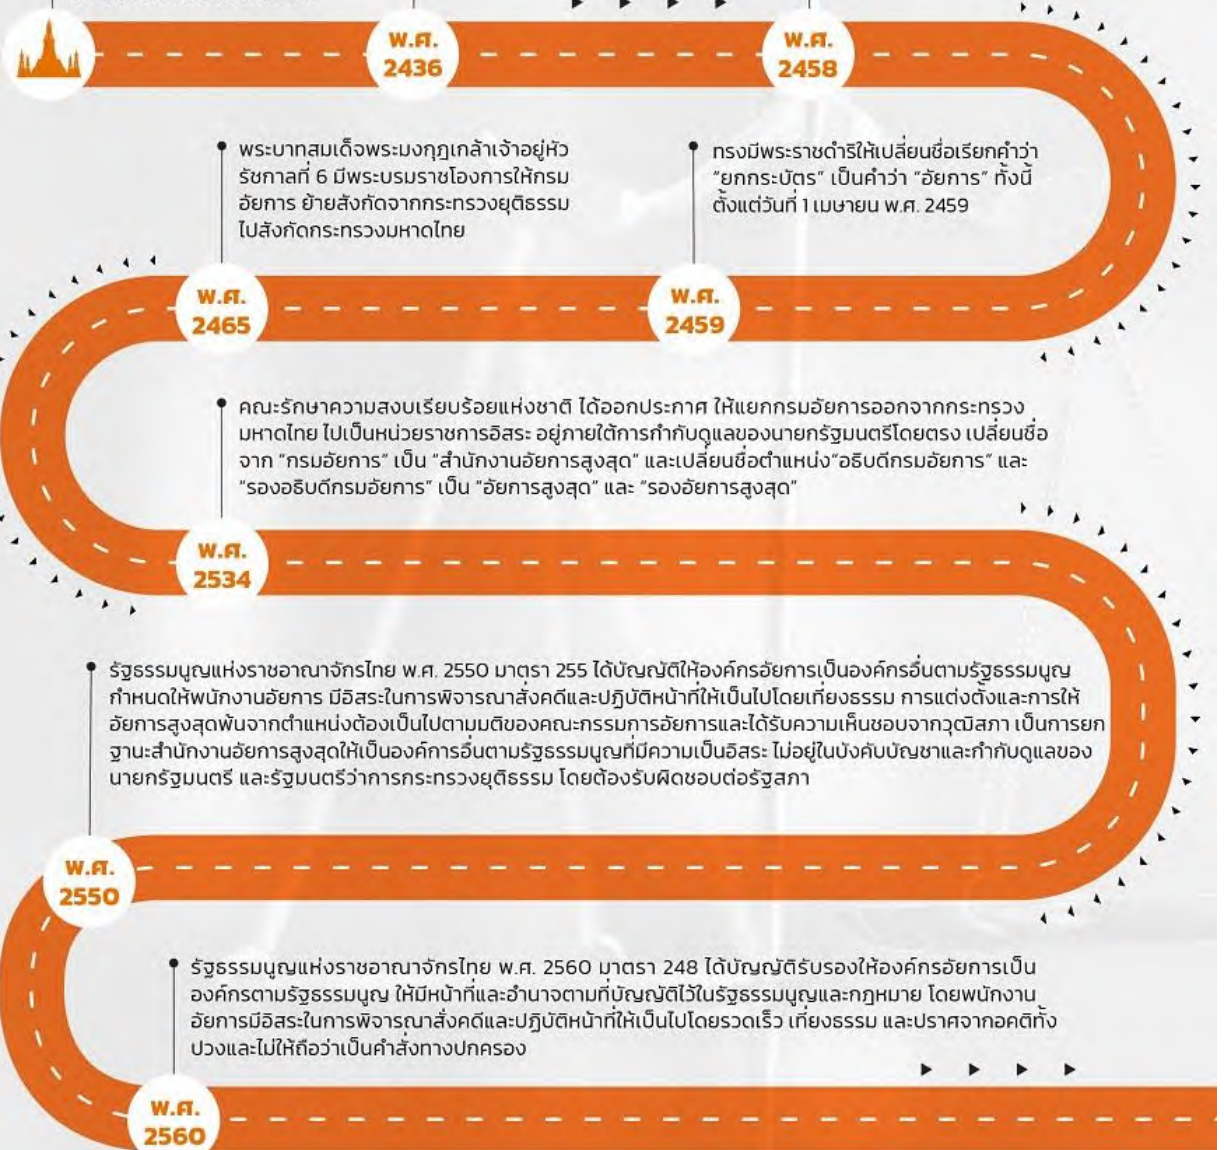 พ.ศ.
2436
พ.ศ.
2458
ทรงมีพระราชดำริให้เปลี่ยนชื่อเรียกคำว่า
"ยกกระบัตร" เป็นคำว่า "อัยการ" ทั้งนี้
ตั้งแต่วันที่ 1 เมษายน พ.ศ. 2459
พ.ศ.
2459
พระบาทสมเด็จพระมงกุฎเกล้าเจ้าอยู่หัว
รัชกาลที่ 6 มีพระบรมราชโองการให้กรม
อัยการ ย้ายสังกัดจากกระทรวงยุติธรรม
ไปสังกัดกระทรวงมหาดไทย
พ.ศ.
2465
คณะรักษาความสงบเรียบร้อยแห่งชาติ ได้ออกประกาศ ให้แยกกรมอัยการออกจากกระทรวง
มหาดไทย ไปเป็นหน่วยราชการอิสระ อยู่ภายใต้การกำกับดูแลของนายกรัฐมนตรีโดยตรง เปลี่ยนชื่อ
จาก "กรมอัยการ" เป็น "สำนักงานอัยการสูงสุด" และเปลี่ยนชื่อตำแหน่ง"อธิบดีกรมอัยการ" และ
"รองอธิบดีกรมอัยการ" เป็น "อัยการสูงสุด" และ "รองอัยการสูงสุด"
พ.ศ.
2534
รัฐธรรมนูญแห่งราชอาณาจักรไทย พ.ศ. 2550 มาตรา 255 ได้บัญญัติให้องค์กรอัยการเป็นองค์กรอื่นตามรัฐธรรมนูญ
กำหนดให้พนักงานอัยการ มีอิสระในการพิจารณาสั่งคดีและปฏิบัติหน้าที่ให้เป็นไปโดยเที่ยงธรรม การแต่งตั้งและการให้
อัยการสูงสุดพ้นจากตำแหน่งต้องเป็นไปตามมติของคณะกรรมการอัยการและได้รับความเห็นชอบจากวุฒิสภา เป็นการยก
ฐานะสำนักงานอัยการสูงสุดให้เป็นองค์การอื่นตามรัฐธรรมนูญที่มีความเป็นอิสระ ไม่อยู่ในบังคับบัญชาและกำกับดูแลของ
นายกรัฐมนตรี และรัฐมนตรีว่าการกระทรวงยุติธรรม โดยต้องรับผิดชอบต่อรัฐสภา
พ.ศ.
2550
รัฐธรรมนูญแห่งราชอาณาจักรไทย พ.ศ. 2560 มาตรา 248 ได้บัญญัติรับรองให้องค์กรอัยการเป็น
องค์กรตามรัฐธรรมนูญ ให้มีหน้าที่และอำนาจตามที่บัญญัติไว้ในรัฐธรรมนูญและกฎหมาย โดยพนักงาน
อัยการมีอิสระในการพิจารณาสั่งคดีและปฏิบัติหน้าที่ให้เป็นไปโดยรวดเร็ว เที่ยงธรรม และปราศจากอคติทั้ง
ปวงและไม่ให้ถือว่าเป็นคำสั่งทางปกครอง
พ.ศ.
2560